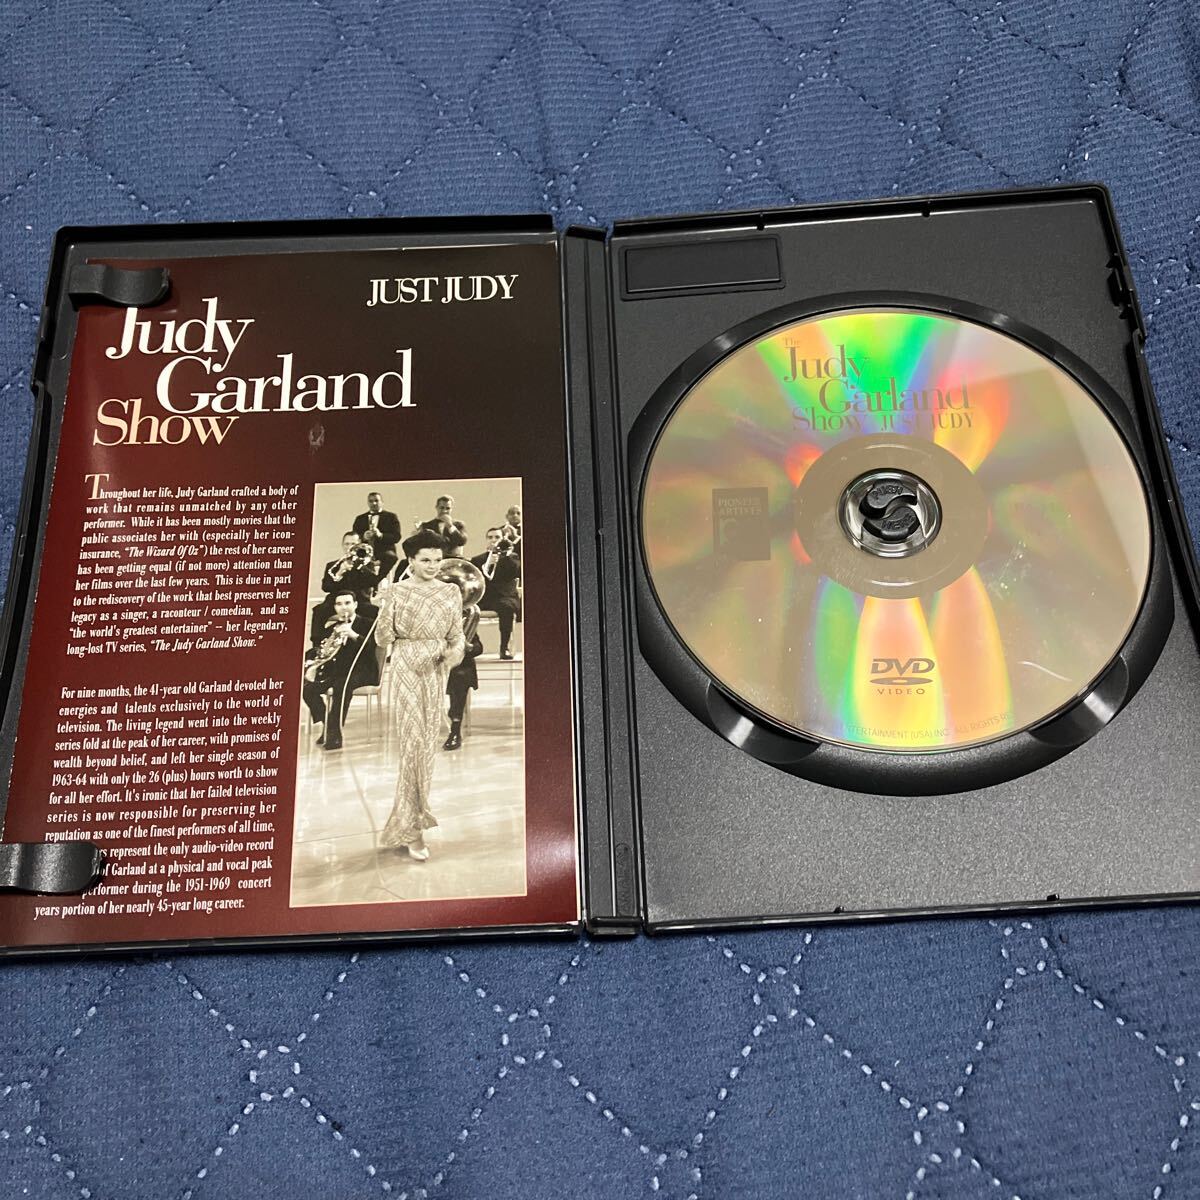 JUST JUDY
Judy
Garland
Show
Throughout her life, Judy Garland crafted a body of
work that remains unmatched by any other
performer. While it has been mostly movies that the
public associates her with (especially her icon-
insurance, "The Wizard Of Oz") the rest of her career
has been getting equal (if not more) attention than
her films over the last few years. This is due in part
to the rediscovery of the work that best preserves her
legacy as a singer, a raconteur / comedian, and as
"the world's greatest entertainer" – her legendary,
long-lost TV series, "The Judy Garland Show."
For nine months, the 41-year old Garland devoted her
energies and talents exclusively to the world of
television. The living legend went into the weekly
series fold at the peak of her career, with promises of
wealth beyond belief, and left her single season of
1963-64 with only the 26 (plus) hours worth to show
for all her effort. It's ironic that her failed television
series is now responsible for preserving her
reputation as one of the finest performers of all time,
represent the only audio-video record
of Garland at a physical and vocal peak
performer during the 1951-1969 concert
years portion of her nearly 45-year long career.
The
Judy
Garland
Show JUST JUDY
PIONEER
ARTISTS
DVD
VIDEO
ENTERTAINMENT (USA) INC. ALL RIGHTS